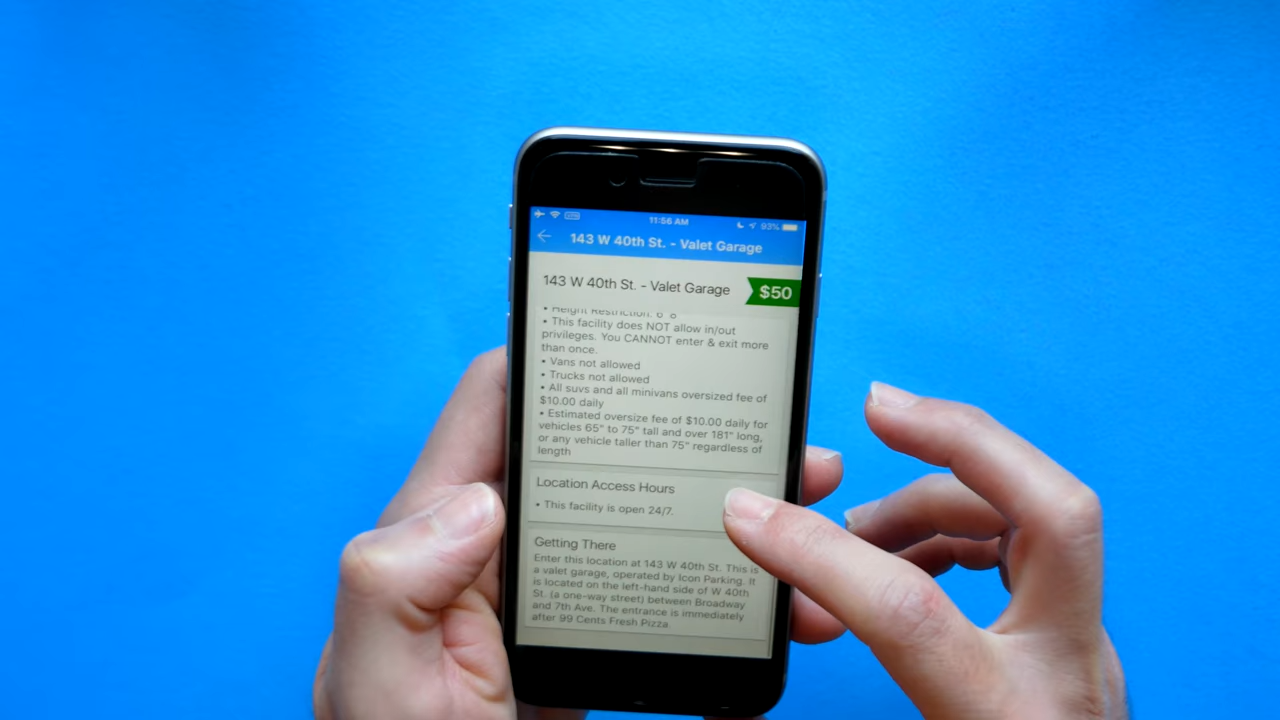 VPN 11:56 AM 93%
143 W 40th St. - Valet Garage
143 W 40th St. - Valet Garage
$50
• Height Restriction: 6' 8"
• This facility does NOT allow in/out
privileges. You CANNOT enter & exit more
than once.
• Vans not allowed
• Trucks not allowed
• All suvs and all minivans oversized fee of
$10.00 daily
• Estimated oversize fee of $10.00 daily for
vehicles 65" to 75" tall and over 181" long,
or any vehicle taller than 75" regardless of
length
Location Access Hours
• This facility is open 24/7.
Getting There
Enter this location at 143 W 40th St. This is
a valet garage, operated by Icon Parking. It
is located on the left-hand side of W 40th
St. (a one-way street) between Broadway
and 7th Ave. The entrance is immediately
after 99 Cents Fresh Pizza.